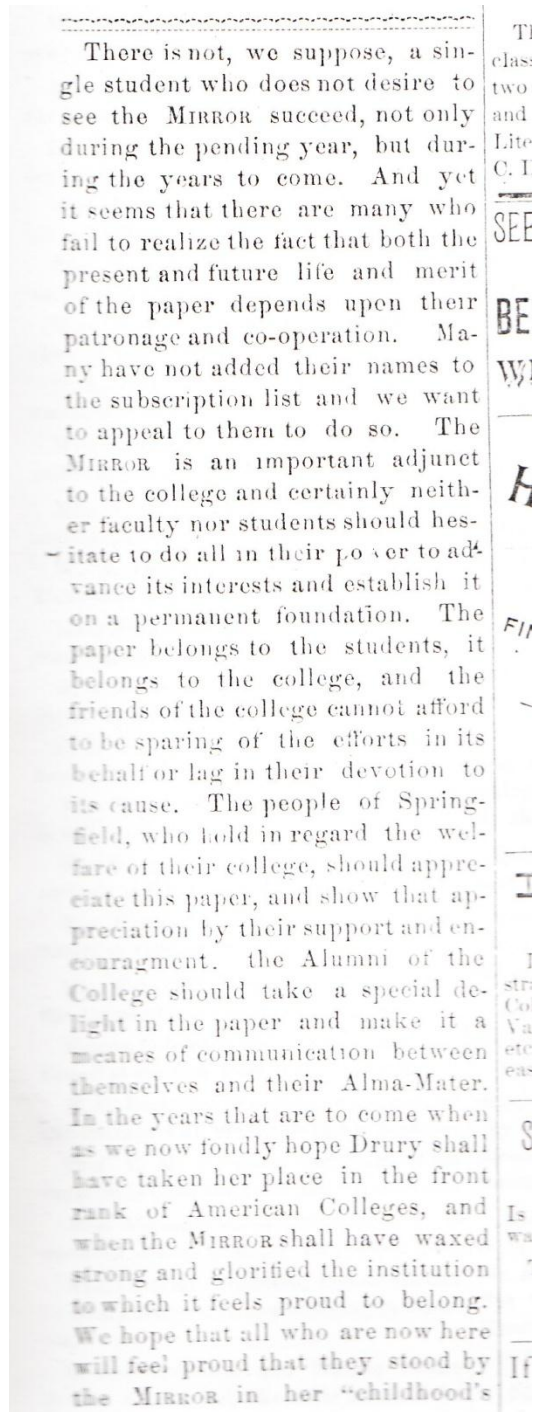 There is not, we suppose, a sin-
gle student who does not desire to
see the MIRROR succeed, not only
during the pending year, but dur-
ing the years to come. And yet
it seems that there are many who
fail to realize the fact that both the
present and future life and merit
of the paper depends upon their
patronage and co-operation. Ma-
ny have not added their names to
the subscription list and we want
to appeal to them to do so. The
MIRROR is an important adjunct
to the college and certainly neith-
er faculty nor students should hes-
itate to do all in their power to ad-
vance its interests and establish it
on a permanent foundation. The
paper belongs to the students, it
belongs to the college, and the
friends of the college cannot afford
to be sparing of the efforts in its
behalf or lag in their devotion to
its cause. The people of Spring-
field, who hold in regard the wel-
fare of their college, should appre-
ciate this paper, and show that ap-
preciation by their support and en-
couragment. the Alumni of the
College should take a special de-
light in the paper and make it a
meanes of communication between
themselves and their Alma-Mater.
In the years that are to come when
as we now fondly hope Drury shall
have taken her place in the front
rank of American Colleges, and
when the MIRROR shall have waxed
strong and glorified the institution
to which it feels proud to belong.
We hope that all who are now here
will feel proud that they stood by
the MIRROR in her "childhood's
two
and
SEE
BE
H
FI
Is
If